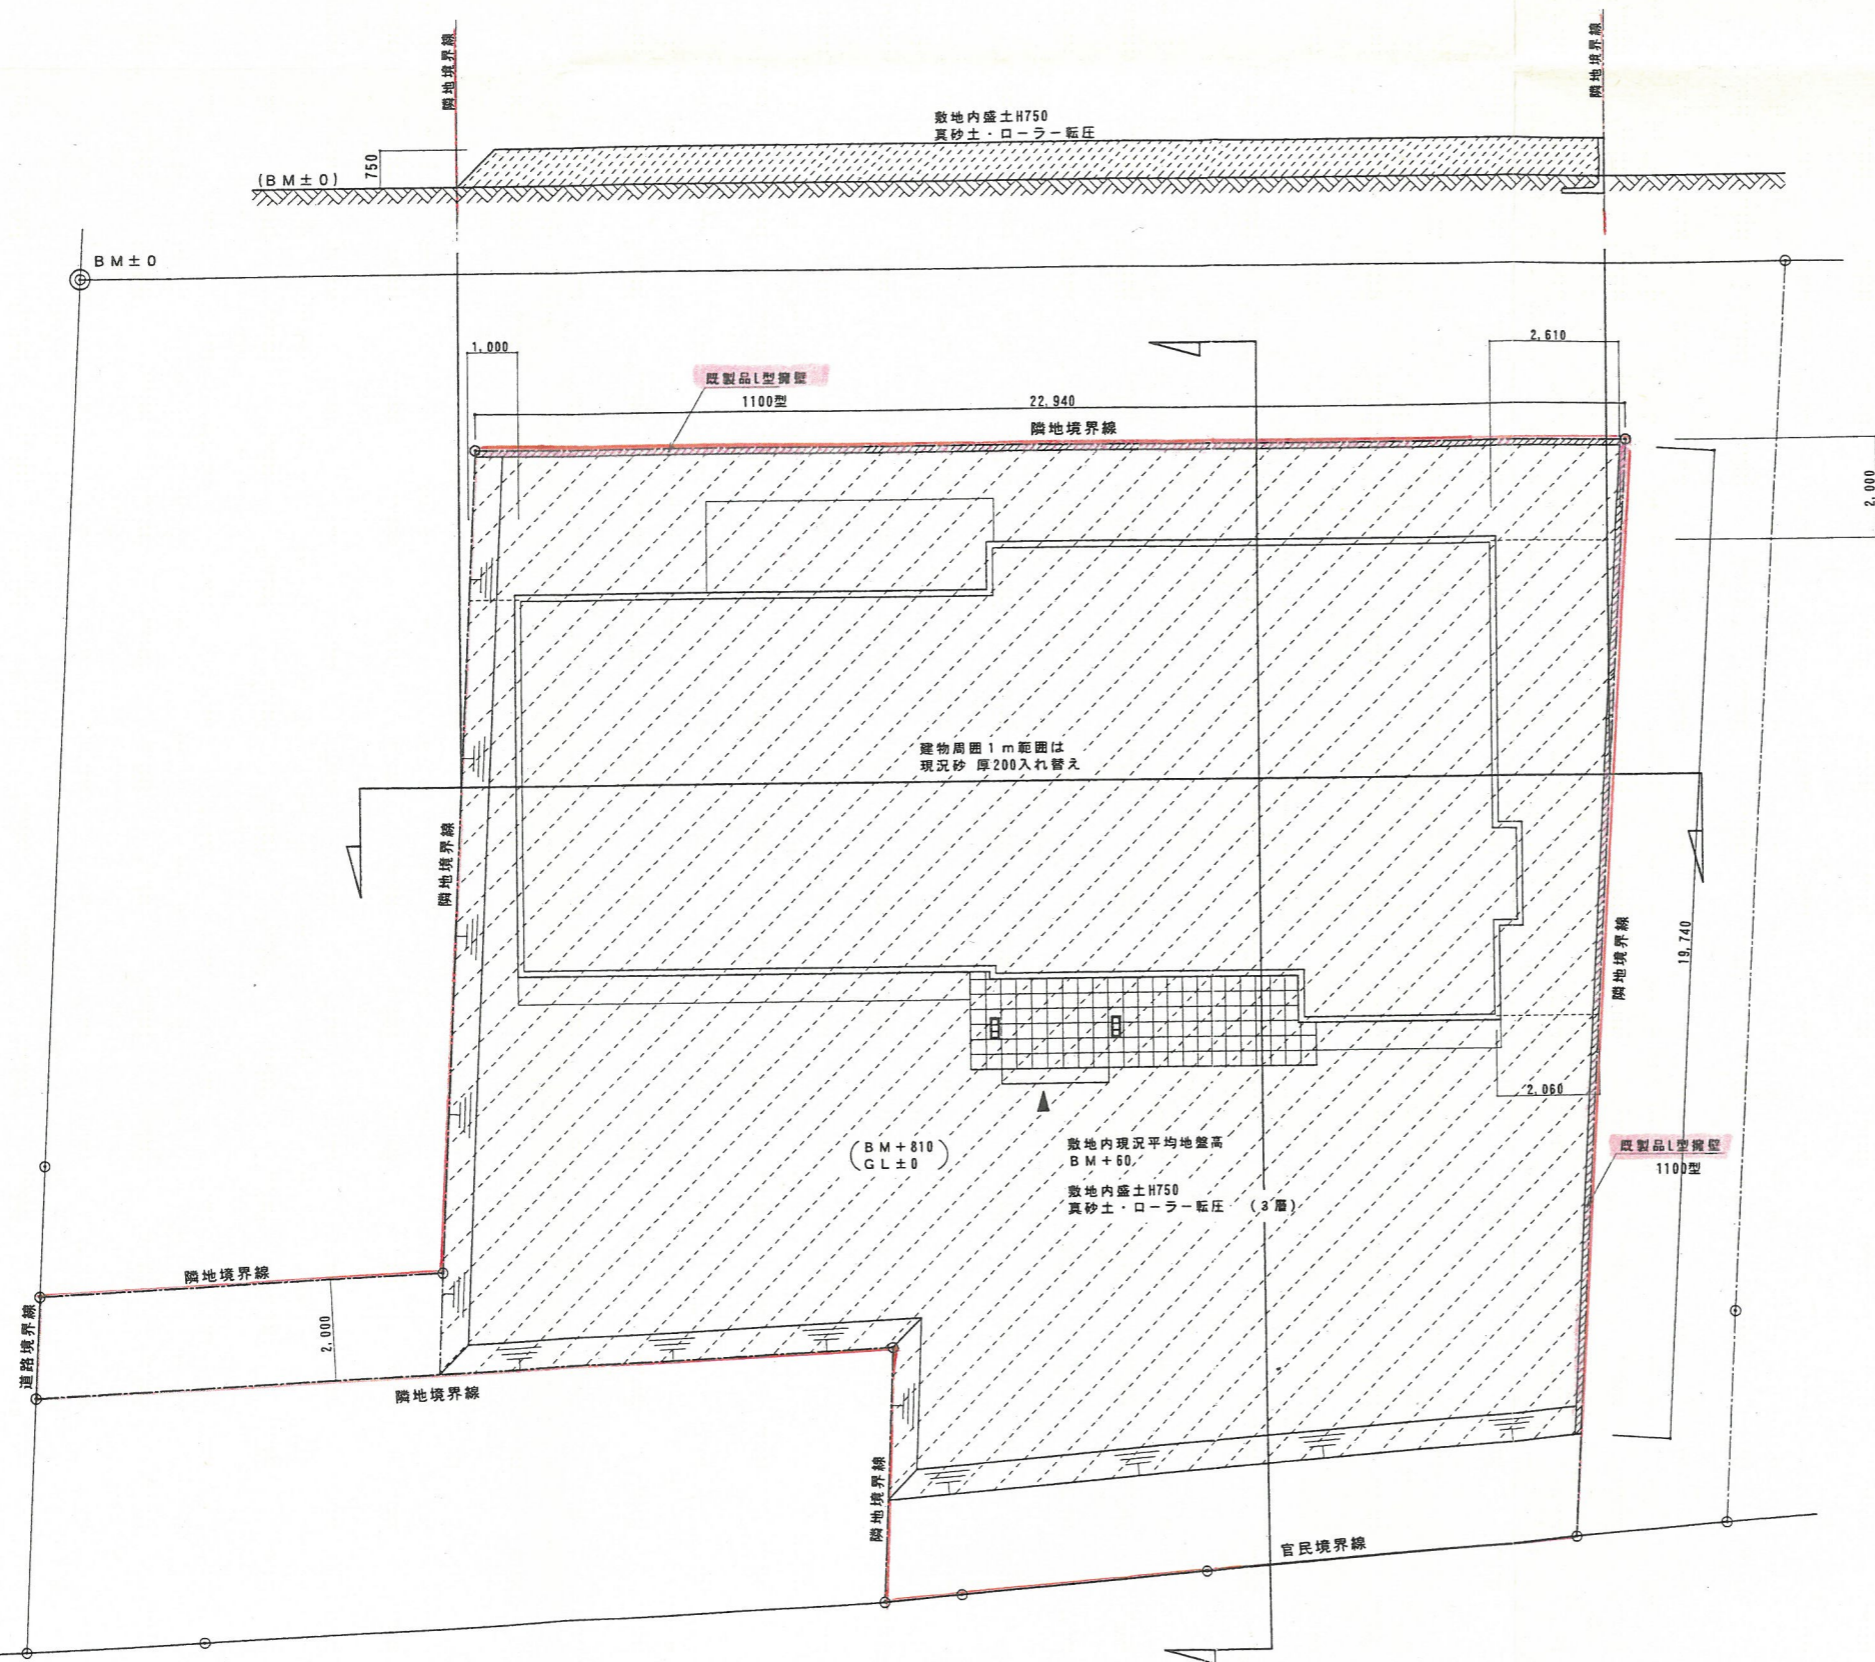 隣地境界線
隣地境界線
敷地内盛土H750
真砂土・ローラー転圧
750
(BM±0)
BM±0
1,000
2,610
既製品L型擁壁
1100型
22,940
隣地境界線
2,000
建物周囲1m範囲は
現況砂 厚200入れ替え
隣地境界線
隣地境界線
19,740
2,060
(BM+810
GL±0)
敷地内現況平均地盤高
BM+60
既製品L型擁壁
1100型
敷地内盛土H750
真砂土・ローラー転圧 (3層)
隣地境界線
道路境界線
2,000
隣地境界線
隣地境界線
官民境界線